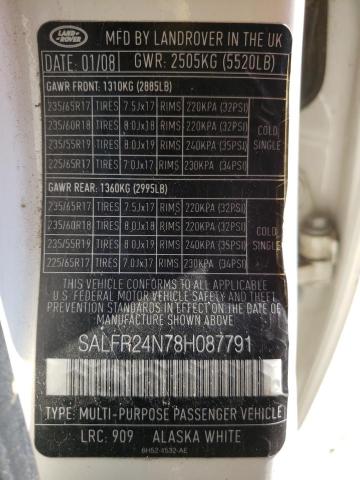 LAND ROVER
MFD BY LANDROVER IN THE UK
DATE: 01/08 GWR: 2505KG (5520LB)
GAWR FRONT: 1310KG (2885LB)
235/65R17 TIRES 7.5Jx17 RIMS 220KPA (32PSI)
235/60R18 TIRES 8.0Jx18 RIMS 220KPA (32PSI)
235/55R19 TIRES 8.0Jx19 RIMS 240KPA (35PSI)
225/65R17 TIRES 7.0Jx17 RIMS 230KPA (34PSI)
COLD
SINGLE
GAWR REAR: 1360KG (2995LB)
235/65R17 TIRES 7.5Jx17 RIMS 220KPA (32PSI)
235/60R18 TIRES 8.0Jx18 RIMS 220KPA (32PSI)
235/55R19 TIRES 8.0Jx19 RIMS 240KPA (35PSI)
225/65R17 TIRES 7.0Jx17 RIMS 230KPA (34PSI)
COLD
SINGLE
THIS VEHICLE CONFORMS TO ALL APPLICABLE
U.S. FEDERAL MOTOR VEHICLE SAFETY AND THEFT
PREVENTION STANDARDS IN EFFECT ON THE DATE
OF MANUFACTURE SHOWN ABOVE
SALFR24N78H087791
TYPE: MULTI-PURPOSE PASSENGER VEHICLE
LRC: 909 ALASKA WHITE
6H52-1532-AE